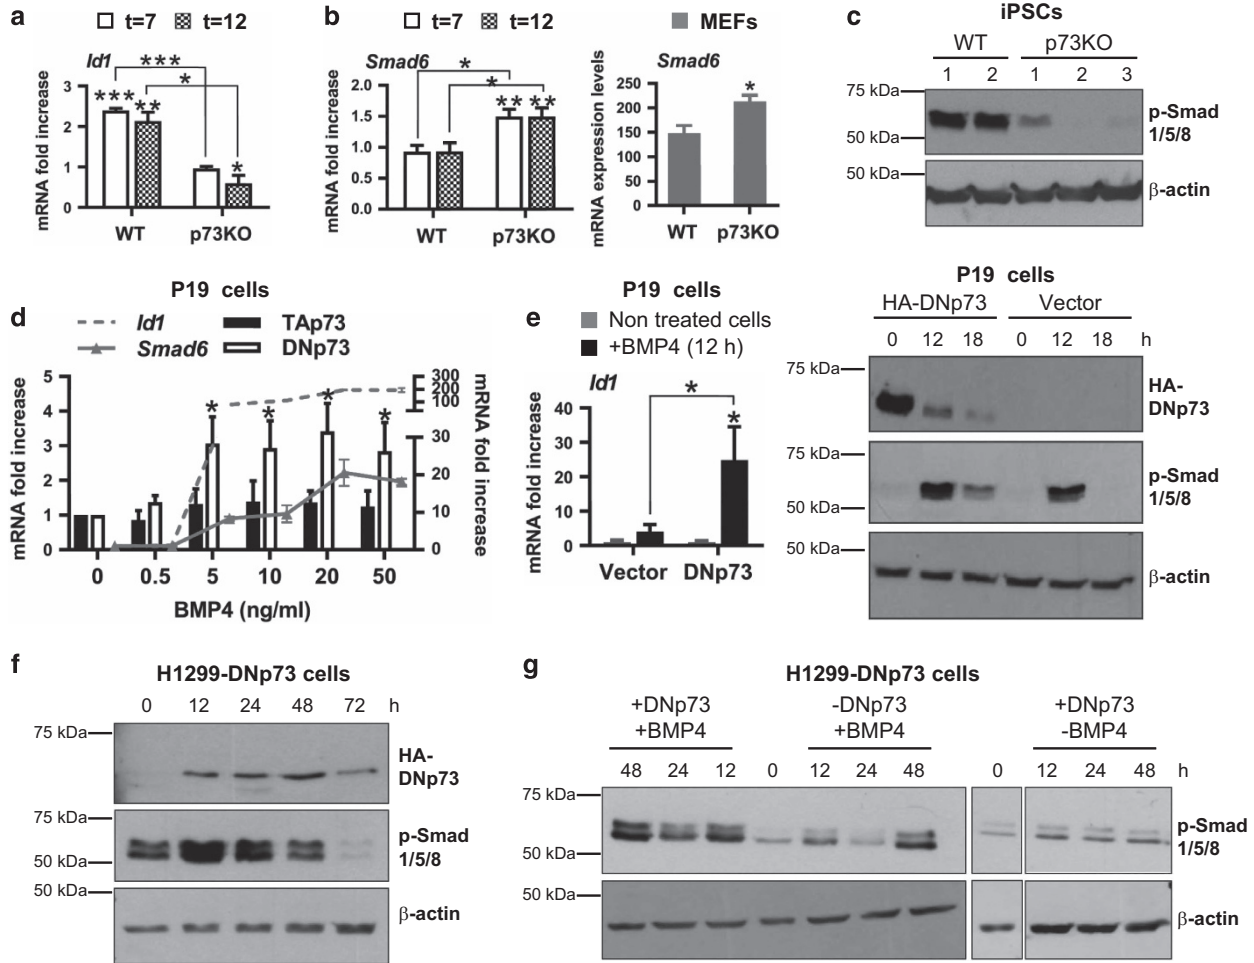 a
t=7 t=12
Id1
mRNA fold increase
3
2
1
0
***
*
*** **
*
WT p73KO
b
t=7 t=12
Smad6
mRNA fold increase
2.0
1.5
1.0
0.5
0.0
*
*
** **
WT p73KO
MEFs
Smad6
mRNA expression levels
250
200
150
100
50
0
*
WT p73KO
c
iPSCs
WT p73KO
1 2 1 2 3
75 kDa
50 kDa
p-Smad
1/5/8
50 kDa
β-actin
d
P19 cells
Id1 TAp73
Smad6 DNp73
mRNA fold increase
5
4
3
2
1
0
* * * *
300
200
100
30
20
10
0
mRNA fold increase
0 0.5 5 10 20 50
BMP4 (ng/ml)
e
P19 cells
Non treated cells
+BMP4 (12 h)
Id1
mRNA fold increase
40
30
20
10
0
*
*
Vector DNp73
P19 cells
HA-DNp73 Vector
0 12 18 0 12 18 h
75 kDa
HA-
DNp73
75 kDa
50 kDa
p-Smad
1/5/8
50 kDa
β-actin
f
H1299-DNp73 cells
0 12 24 48 72 h
75 kDa
HA-
DNp73
75 kDa
50 kDa
p-Smad
1/5/8
50 kDa
β-actin
g
H1299-DNp73 cells
+DNp73 -DNp73 +DNp73
+BMP4 +BMP4 -BMP4
48 24 12 0 12 24 48 0 12 24 48 h
75 kDa
50 kDa
p-Smad
1/5/8
50 kDa
β-actin